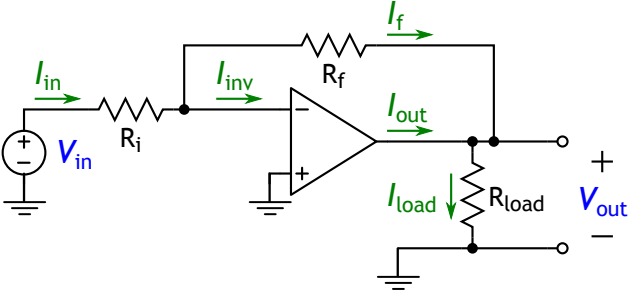 I_f
R_f
I_in
I_inv
I_out
R_i
V_in
+
−
−
+
I_load
R_load
+
V_out
−